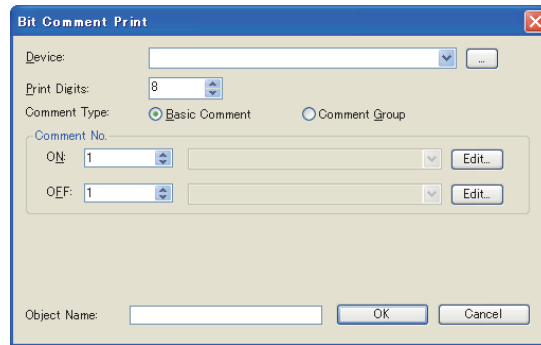 Bit Comment Print
Device: ...
Print Digits: 8
Comment Type: Basic Comment Comment Group
Comment No.
ON: 1 Edit...
OFF: 1 Edit...
Object Name: OK Cancel